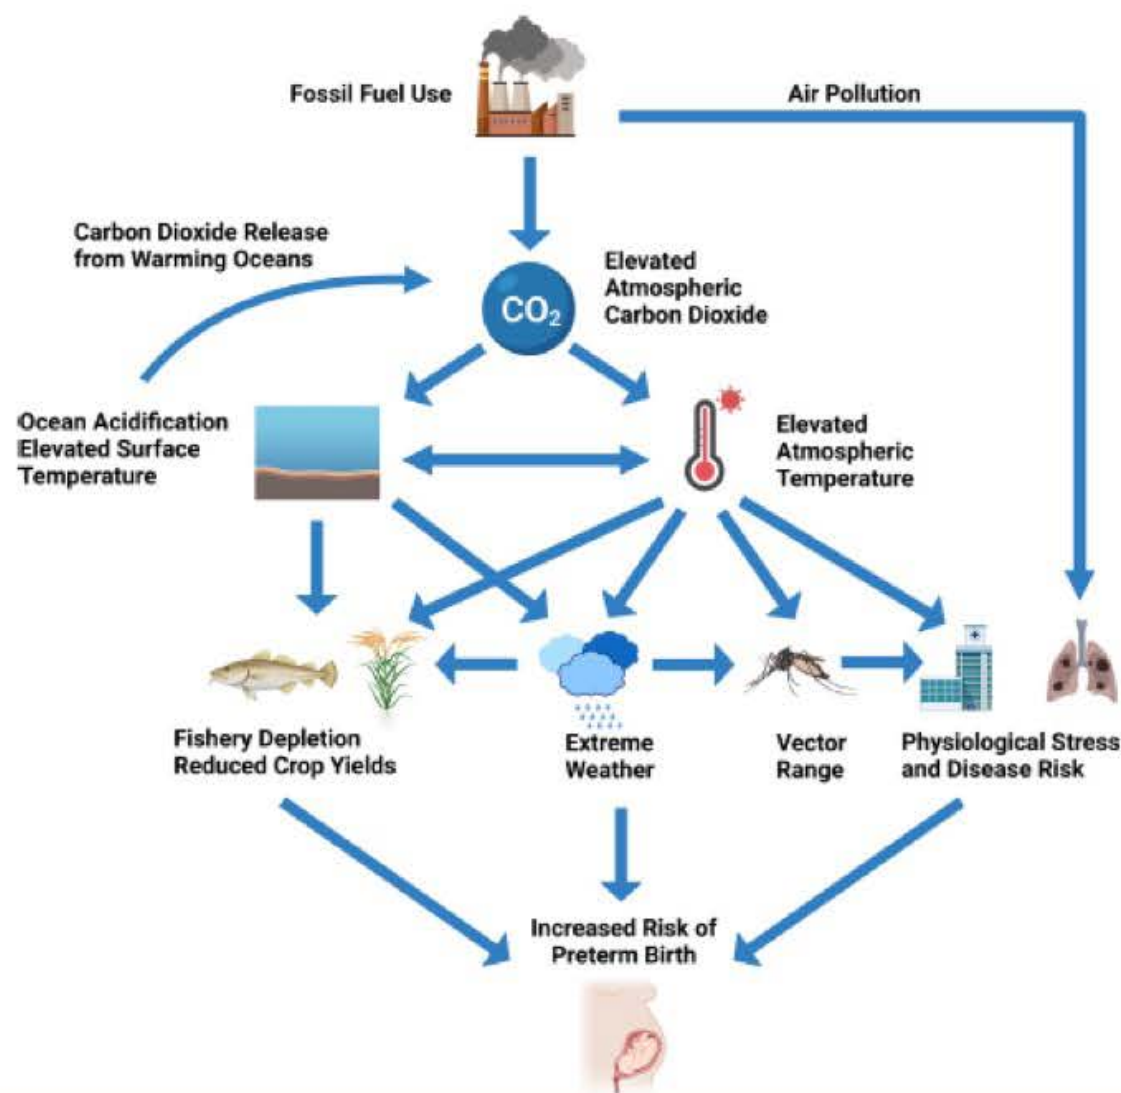 Fossil Fuel Use
Air Pollution
Carbon Dioxide Release
from Warming Oceans
Elevated
Atmospheric
Carbon Dioxide
CO₂
Ocean Acidification
Elevated Surface
Temperature
Elevated
Atmospheric
Temperature
Fishery Depletion
Reduced Crop Yields
Extreme
Weather
Vector
Range
Physiological Stress
and Disease Risk
Increased Risk of
Preterm Birth